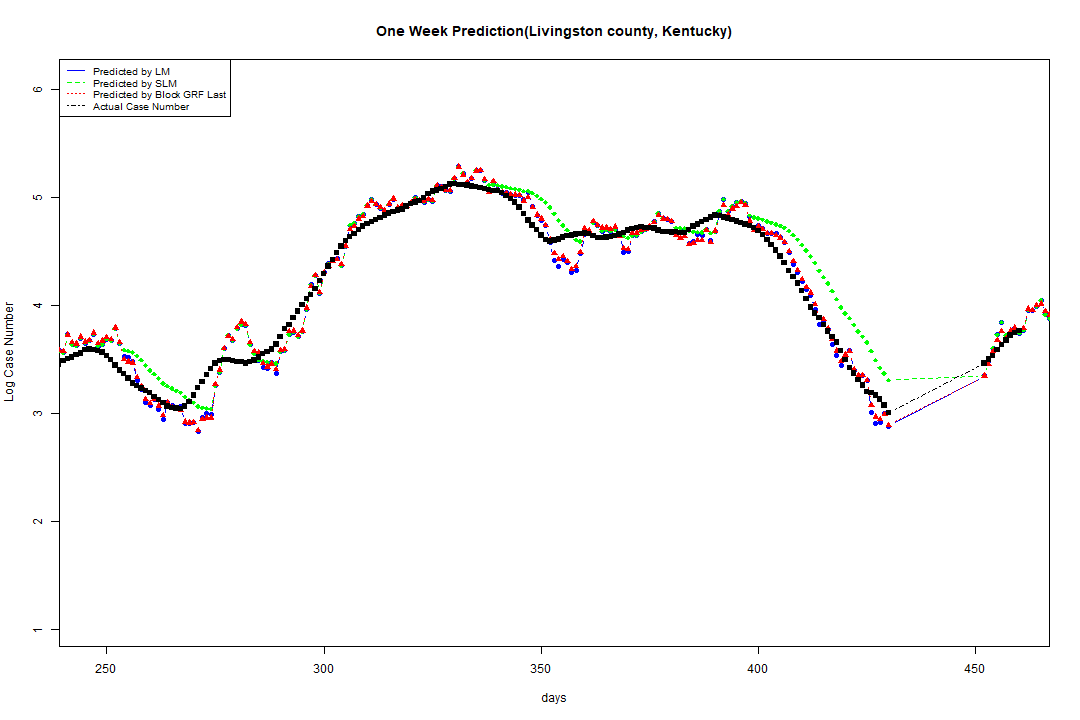 One Week Prediction(Livingston county, Kentucky)
Predicted by LM
Predicted by SLM
Predicted by Block GRF Last
Actual Case Number
6
5
4
3
2
1
Log Case Number
250 300 350 400 450
days